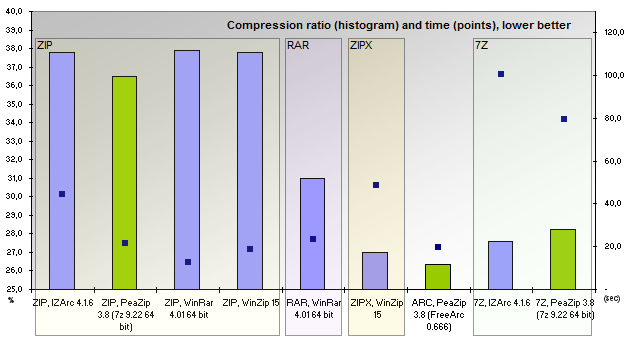 Compression ratio (histogram) and time (points), lower better
40,0
39,0
38,0
37,0
36,0
35,0
34,0
33,0
32,0
31,0
30,0
29,0
28,0
27,0
26,0
25,0
%
ZIP
RAR
ZIPX
7Z
120,0
100,0
80,0
60,0
40,0
20,0
-
(sec)
ZIP, IZArc 4.1.6
ZIP, PeaZip
3.8 (7z 9.22 64
bit)
ZIP, WinRar
4.01 64 bit
ZIP, WinZip 15
RAR, WinRar
4.01 64 bit
ZIPX, WinZip
15
ARC, PeaZip
3.8 (FreeArc
0.666)
7Z, IZArc 4.1.6
7Z, PeaZip 3.8
(7z 9.22 64 bit)